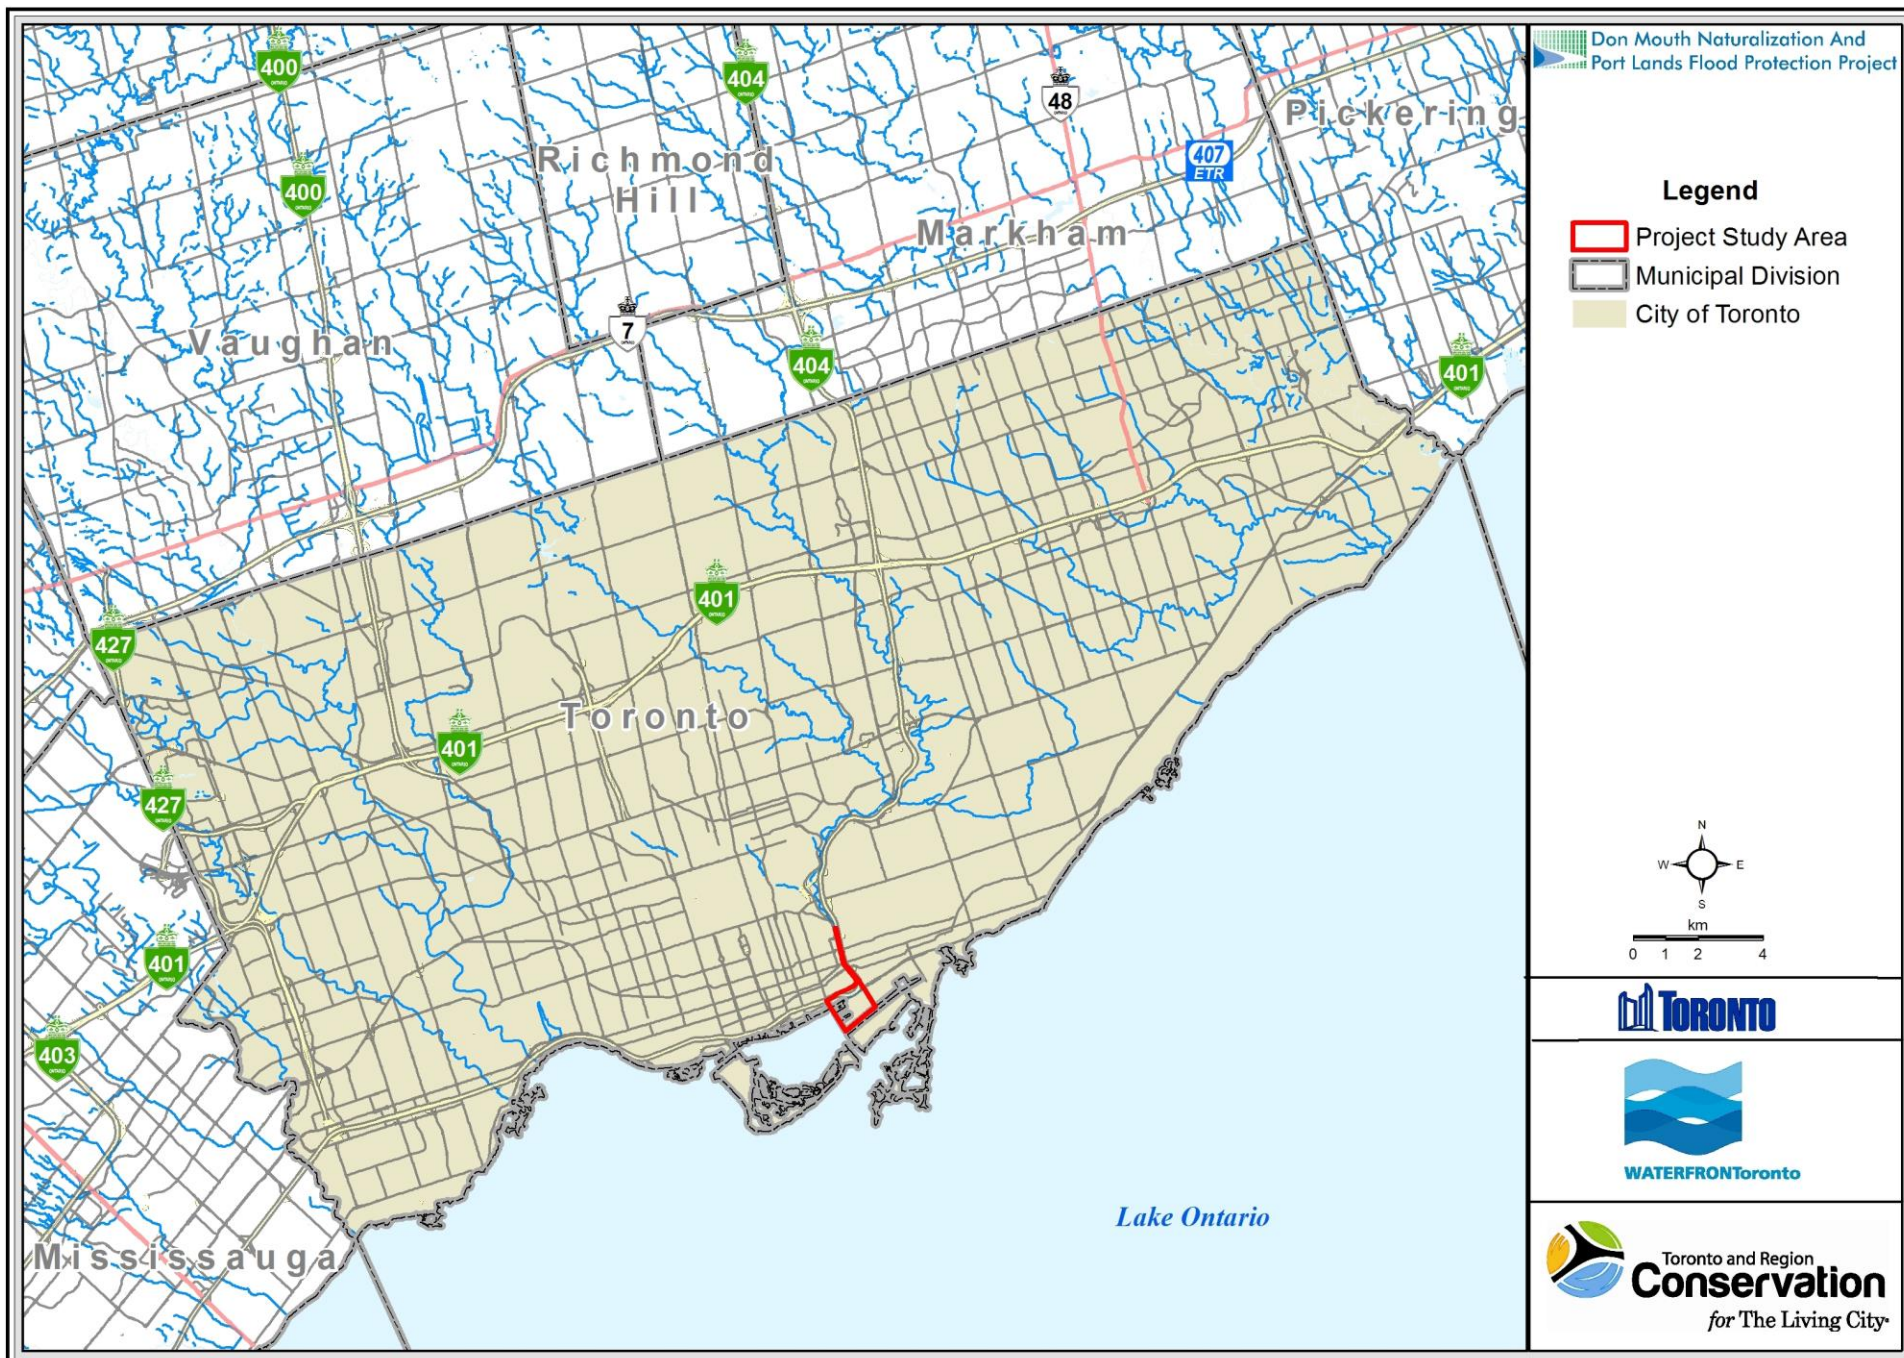 Don Mouth Naturalization And
Port Lands Flood Protection Project
Legend
Project Study Area
Municipal Division
City of Toronto
400
404
48
Pickering
407
ETR
400
Richmond
Hill
Markham
7
Vaughan
404
401
401
427
Toronto
401
427
401
403
Mississauga
Lake Ontario
N
W E
S
km
0 1 2 4
TORONTO
WATERFRONToronto
Toronto and Region
Conservation
for The Living City